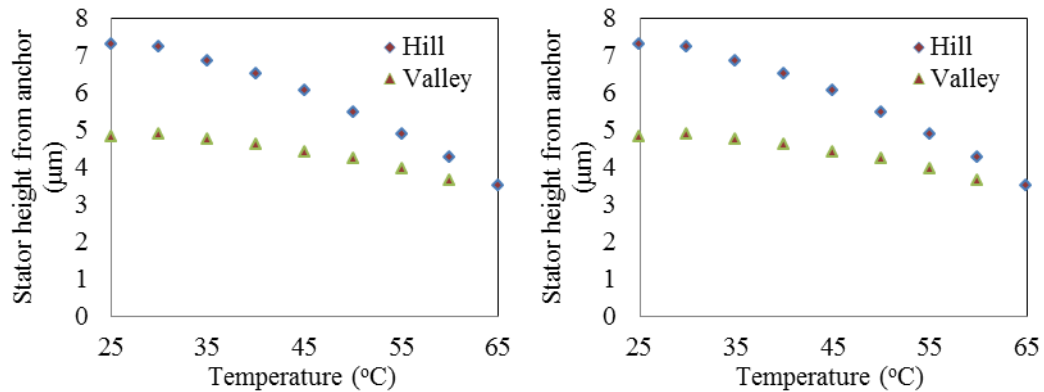 8
7
6
5
4
3
2
1
0
Stator height from anchor
(μm)
Hill
Valley
25
35
45
55
65
Temperature (°C)
8
7
6
5
4
3
2
1
0
Stator height from anchor
(μm)
Hill
Valley
25
35
45
55
65
Temperature (°C)